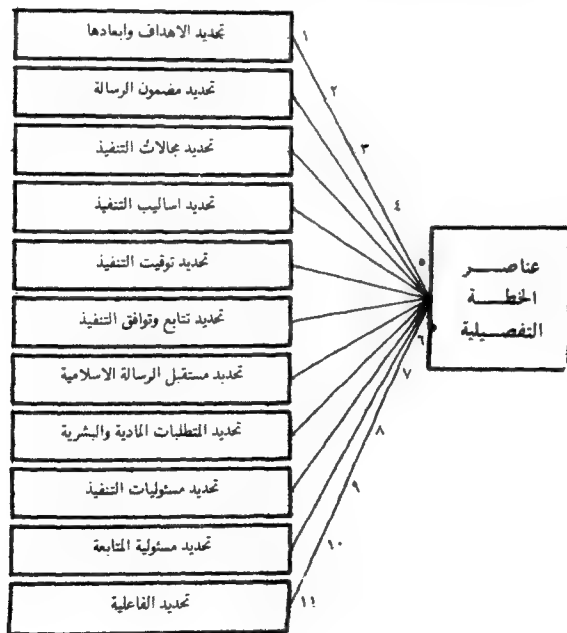 عناصر
الخطة
التفصيلية
١
تحديد الاهداف وابعادها
٢
تحديد مضمون الرسالة
٣
تحديد مجالات التنفيذ
٤
تحديد اساليب التنفيذ
٥
تحديد توقيت التنفيذ
٦
تحديد تتابع وتوافق التنفيذ
٧
تحديد مستقبل الرسالة الاسلامية
٨
تحديد المتطلبات المادية والبشرية
٩
تحديد مسئوليات التنفيذ
١٠
تحديد مسئولية المتابعة
١١
تحديد الفاعلية